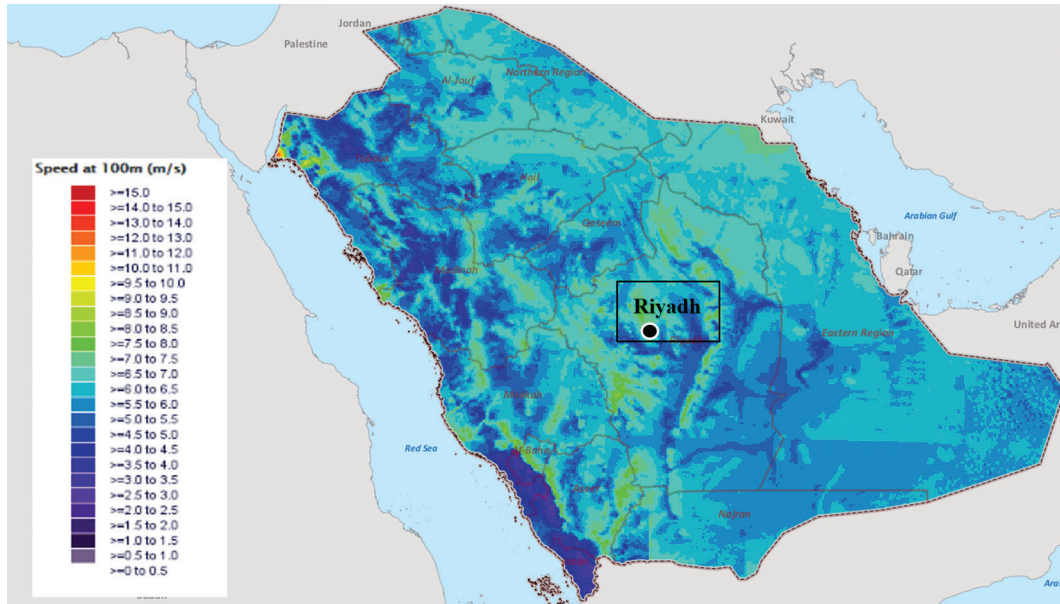 Jordan
Palestine
Northern Region
Al-Jauf
Kuwait
Speed at 100m (m/s)
>=15.0
>=14.0 to 15.0
>=13.0 to 14.0
>=12.0 to 13.0
>=11.0 to 12.0
>=10.0 to 11.0
>=9.5 to 10.0
>=9.0 to 9.5
>=8.5 to 9.0
>=8.0 to 8.5
>=7.5 to 8.0
>=7.0 to 7.5
>=6.5 to 7.0
>=6.0 to 6.5
>=5.5 to 6.0
>=5.0 to 5.5
>=4.5 to 5.0
>=4.0 to 4.5
>=3.5 to 4.0
>=3.0 to 3.5
>=2.5 to 3.0
>=2.0 to 2.5
>=1.5 to 2.0
>=1.0 to 1.5
>=0.5 to 1.0
>=0 to 0.5
Hail
Qaseem
Arabian Gulf
Bahrain
Qatar
Madinah
Riyadh
United Ar
Eastern Region
Makkah
Red Sea
Najran